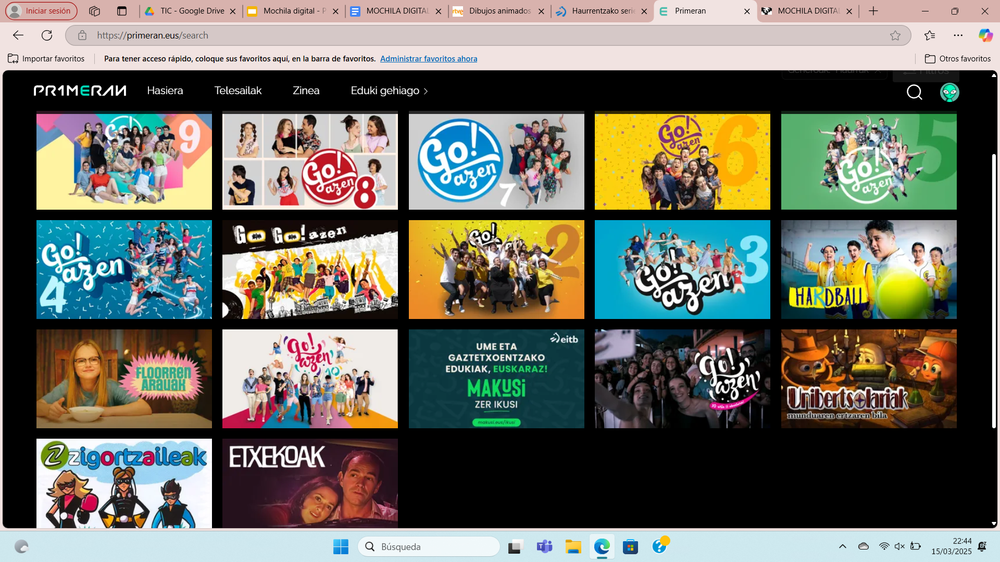 Iniciar sesión
TIC - Google Drive
Mochila digital - P
MOCHILA DIGITAL
Dibujos animados
Haurrentzako serie
Primeran
MOCHILA DIGITAL
https://primeran.eus/search
Importar favoritos
Para tener acceso rápido, coloque sus favoritos aquí, en la barra de favoritos. Administrar favoritos ahora
Otros favoritos
Generoak: Haurrak
Filtros
PR1MERAN
Hasiera
Telesailak
Zinea
Eduki gehiago
Go! azen 9
Go! azen 8
Go! azen 7
Go! azen 6
Go! azen 5
Go! azen 4
Go Go! azen
Go! 2
Go! azen 3
HARDBALL
FLOORREN
ARAUAK
go! azen 10
eitb
UME ETA
GAZTETXOENTZAKO
EDUKIAK, EUSKARAZ!
MAKUSI
ZER IKUSI
makusi.eus/ikusi
go! azen
10 urte 11 abentura!
Unibertsolariak
munduaren ertzaren bila
zigortzaileak
ETXEKOAK
Búsqueda
22:44
15/03/2025